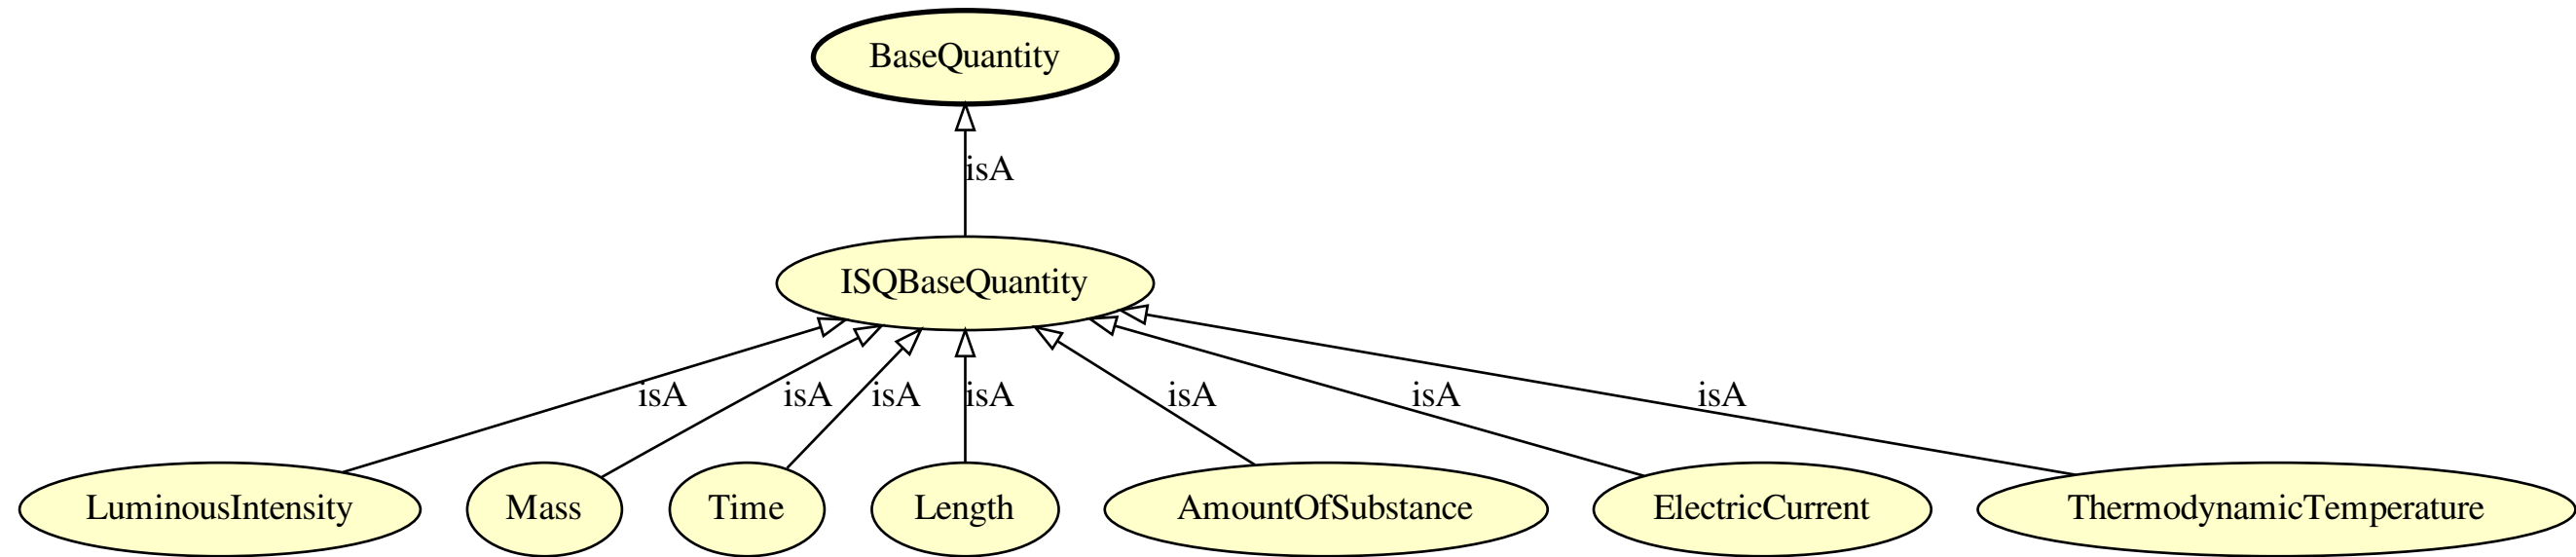 BaseQuantity
isA
ISQBaseQuantity
isA isA isA isA isA isA isA
LuminousIntensity Mass Time Length AmountOfSubstance ElectricCurrent ThermodynamicTemperature